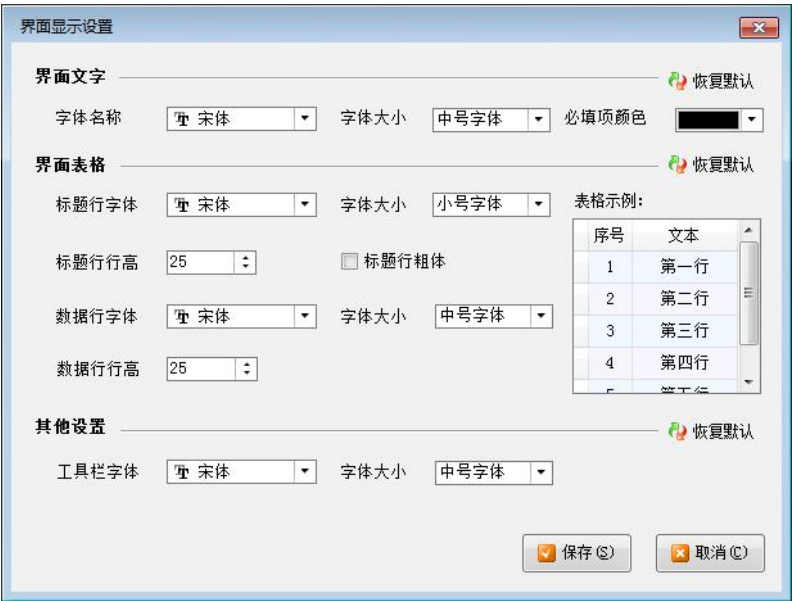 界面显示设置
界面文字 恢复默认
字体名称 宋体 字体大小 中号字体 必填项颜色
界面表格 恢复默认
标题行字体 宋体 字体大小 小号字体 表格示例:
序号 文本
标题行行高 25 标题行粗体
1 第一行
2 第二行
数据行字体 宋体 字体大小 中号字体
3 第三行
数据行行高 25
4 第四行
其他设置 恢复默认
工具栏字体 宋体 字体大小 中号字体
保存(S) 取消(C)